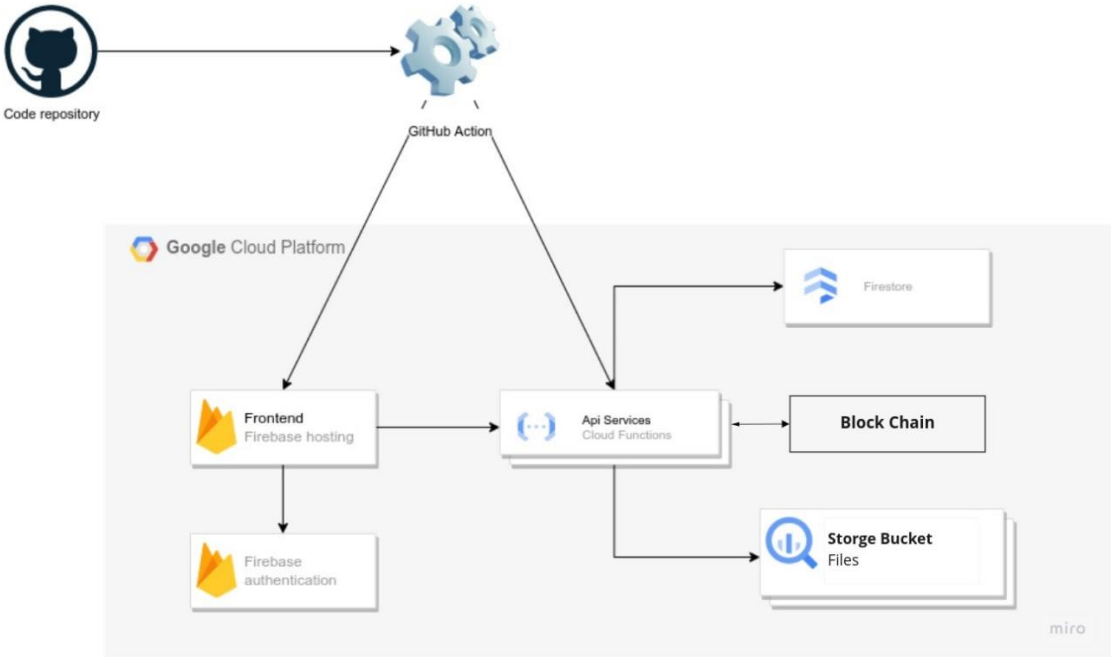 Code repository
GitHub Action
Google Cloud Platform
Firestore
Frontend
Firebase hosting
Api Services
Cloud Functions
Block Chain
Firebase
authentication
Storge Bucket
Files
miro